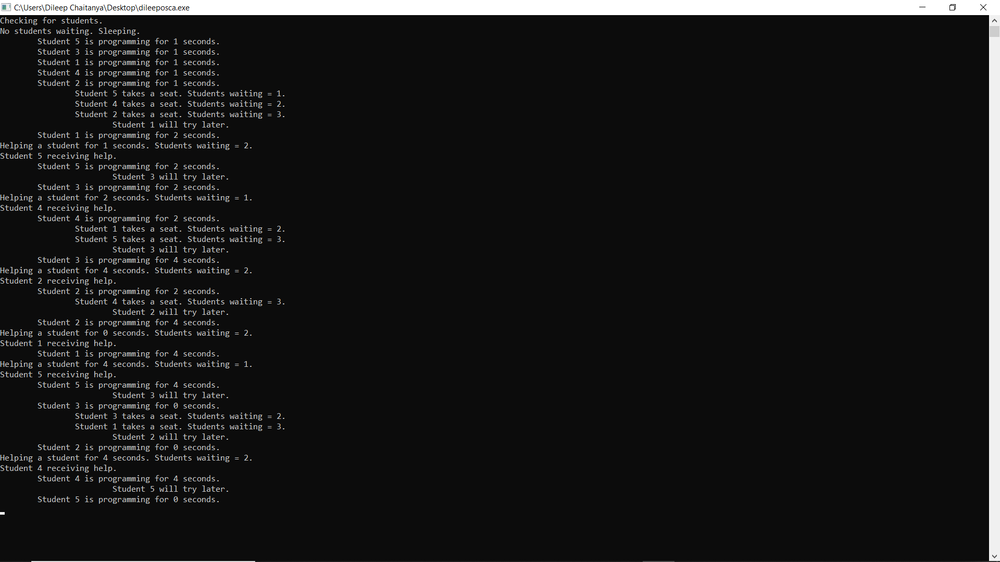 C:\Users\Dileep Chaitanya\Desktop\dileeposca.exe
Checking for students.
No students waiting. Sleeping.
Student 5 is programming for 1 seconds.
Student 3 is programming for 1 seconds.
Student 1 is programming for 1 seconds.
Student 4 is programming for 1 seconds.
Student 2 is programming for 1 seconds.
Student 5 takes a seat. Students waiting = 1.
Student 4 takes a seat. Students waiting = 2.
Student 2 takes a seat. Students waiting = 3.
Student 1 will try later.
Student 1 is programming for 2 seconds.
Helping a student for 1 seconds. Students waiting = 2.
Student 5 receiving help.
Student 5 is programming for 2 seconds.
Student 3 will try later.
Student 3 is programming for 2 seconds.
Helping a student for 2 seconds. Students waiting = 1.
Student 4 receiving help.
Student 4 is programming for 2 seconds.
Student 1 takes a seat. Students waiting = 2.
Student 5 takes a seat. Students waiting = 3.
Student 3 will try later.
Student 3 is programming for 4 seconds.
Helping a student for 4 seconds. Students waiting = 2.
Student 2 receiving help.
Student 2 is programming for 2 seconds.
Student 4 takes a seat. Students waiting = 3.
Student 2 will try later.
Student 2 is programming for 4 seconds.
Helping a student for 0 seconds. Students waiting = 2.
Student 1 receiving help.
Student 1 is programming for 4 seconds.
Helping a student for 4 seconds. Students waiting = 1.
Student 5 receiving help.
Student 5 is programming for 4 seconds.
Student 3 will try later.
Student 3 is programming for 0 seconds.
Student 3 takes a seat. Students waiting = 2.
Student 1 takes a seat. Students waiting = 3.
Student 2 will try later.
Student 2 is programming for 0 seconds.
Helping a student for 4 seconds. Students waiting = 2.
Student 4 receiving help.
Student 4 is programming for 4 seconds.
Student 5 will try later.
Student 5 is programming for 0 seconds.